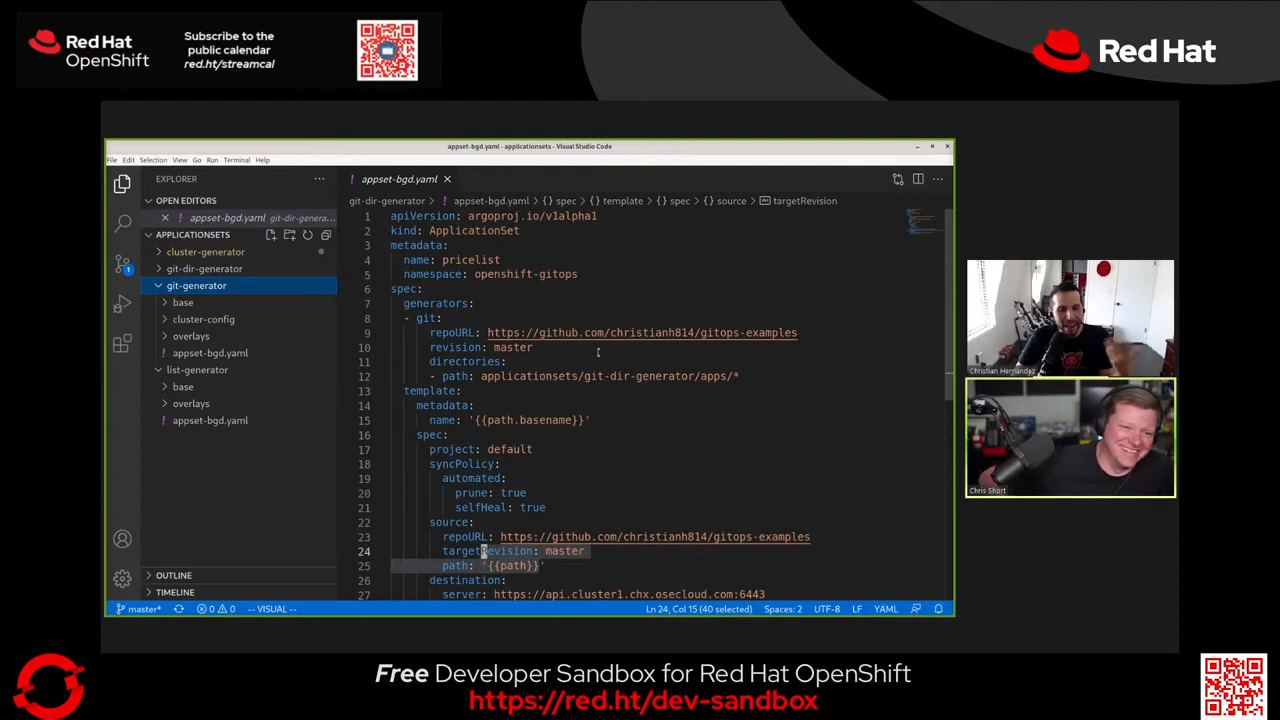 Red Hat
OpenShift
Subscribe to the
public calendar
red.ht/streamcal
Red Hat
appset-bgd.yaml - applicationsets - Visual Studio Code
File Edit Selection View Go Run Terminal Help
EXPLORER
OPEN EDITORS
appset-bgd.yaml git-dir-genera...
APPLICATIONSETS
cluster-generator
git-dir-generator
git-generator
base
cluster-config
overlays
appset-bgd.yaml
list-generator
base
overlays
appset-bgd.yaml
OUTLINE
TIMELINE
appset-bgd.yaml
git-dir-generator > appset-bgd.yaml > {} spec > {} template > {} spec > {} source > targetRevision
1 apiVersion: argoproj.io/v1alpha1
2 kind: ApplicationSet
3 metadata:
4 name: pricelist
5 namespace: openshift-gitops
6 spec:
7 generators:
8 - git:
9 repoURL: https://github.com/christianh814/gitops-examples
10 revision: master
11 directories:
12 - path: applicationsets/git-dir-generator/apps/*
13 template:
14 metadata:
15 name: '{{path.basename}}'
16 spec:
17 project: default
18 syncPolicy:
19 automated:
20 prune: true
21 selfHeal: true
22 source:
23 repoURL: https://github.com/christianh814/gitops-examples
24 targetRevision: master
25 path: '{{path}}'
26 destination:
27 server: https://api.cluster1.chx.osecloud.com:6443
1
master* 0 0 -- VISUAL -- Ln 24, Col 15 (40 selected) Spaces: 2 UTF-8 LF YAML
Christian Hernandez
Chris Short
Free Developer Sandbox for Red Hat OpenShift
https://red.ht/dev-sandbox